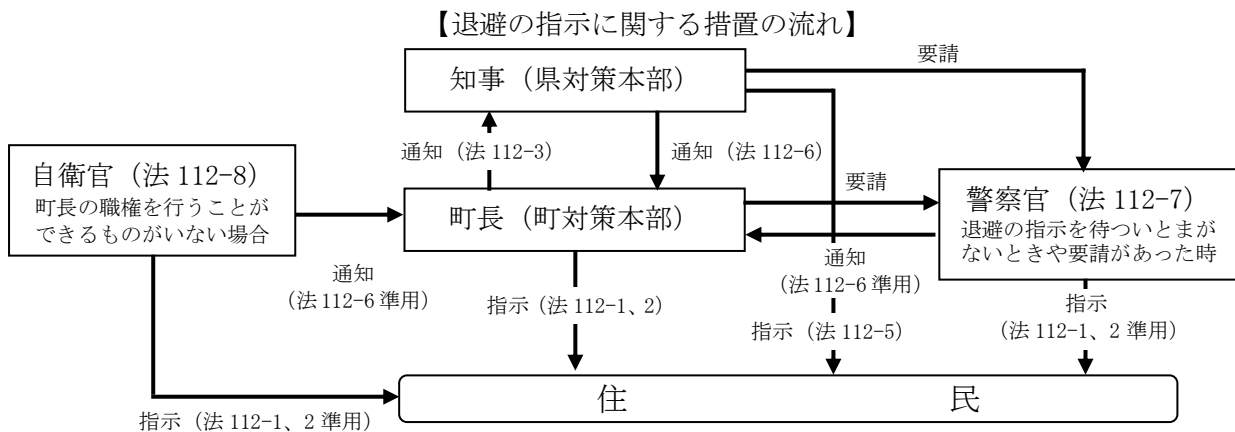 【退避の指示に関する措置の流れ】
知事（県対策本部）
要請
通知（法 112-3）
通知（法 112-6）
自衛官（法 112-8）
町長の職権を行うことが
できるものがいない場合
町長（町対策本部）
要請
警察官（法 112-7）
退避の指示を待ついとまが
ないときや要請があった時
通知
（法 112-6 準用）
通知
（法 112-6 準用）
指示（法 112-1、2）
指示（法 112-5）
指示
（法 112-1、2 準用）
住　　民
指示（法 112-1、2 準用）